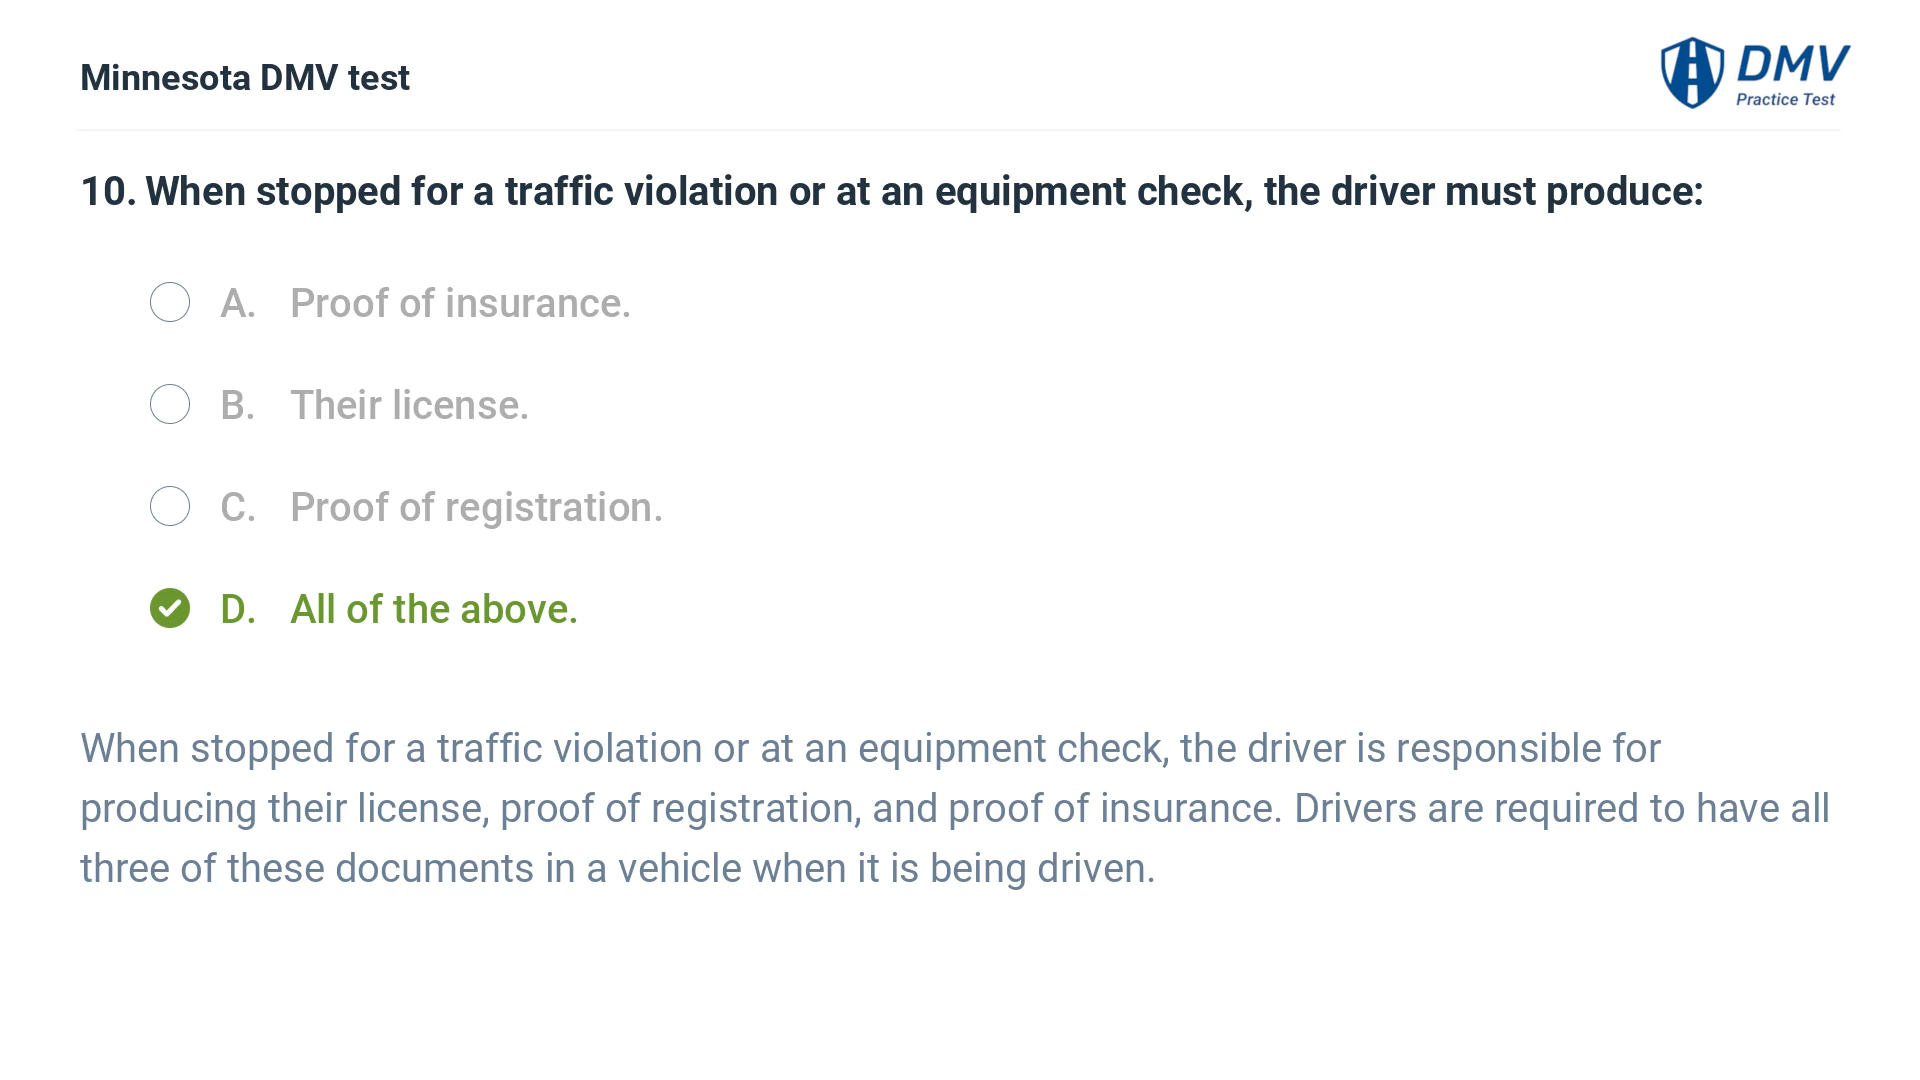 Minnesota DMV test
DMV
Practice Test
10. When stopped for a traffic violation or at an equipment check, the driver must produce:
A. Proof of insurance.
B. Their license.
C. Proof of registration.
D. All of the above.
When stopped for a traffic violation or at an equipment check, the driver is responsible for
producing their license, proof of registration, and proof of insurance. Drivers are required to have all
three of these documents in a vehicle when it is being driven.